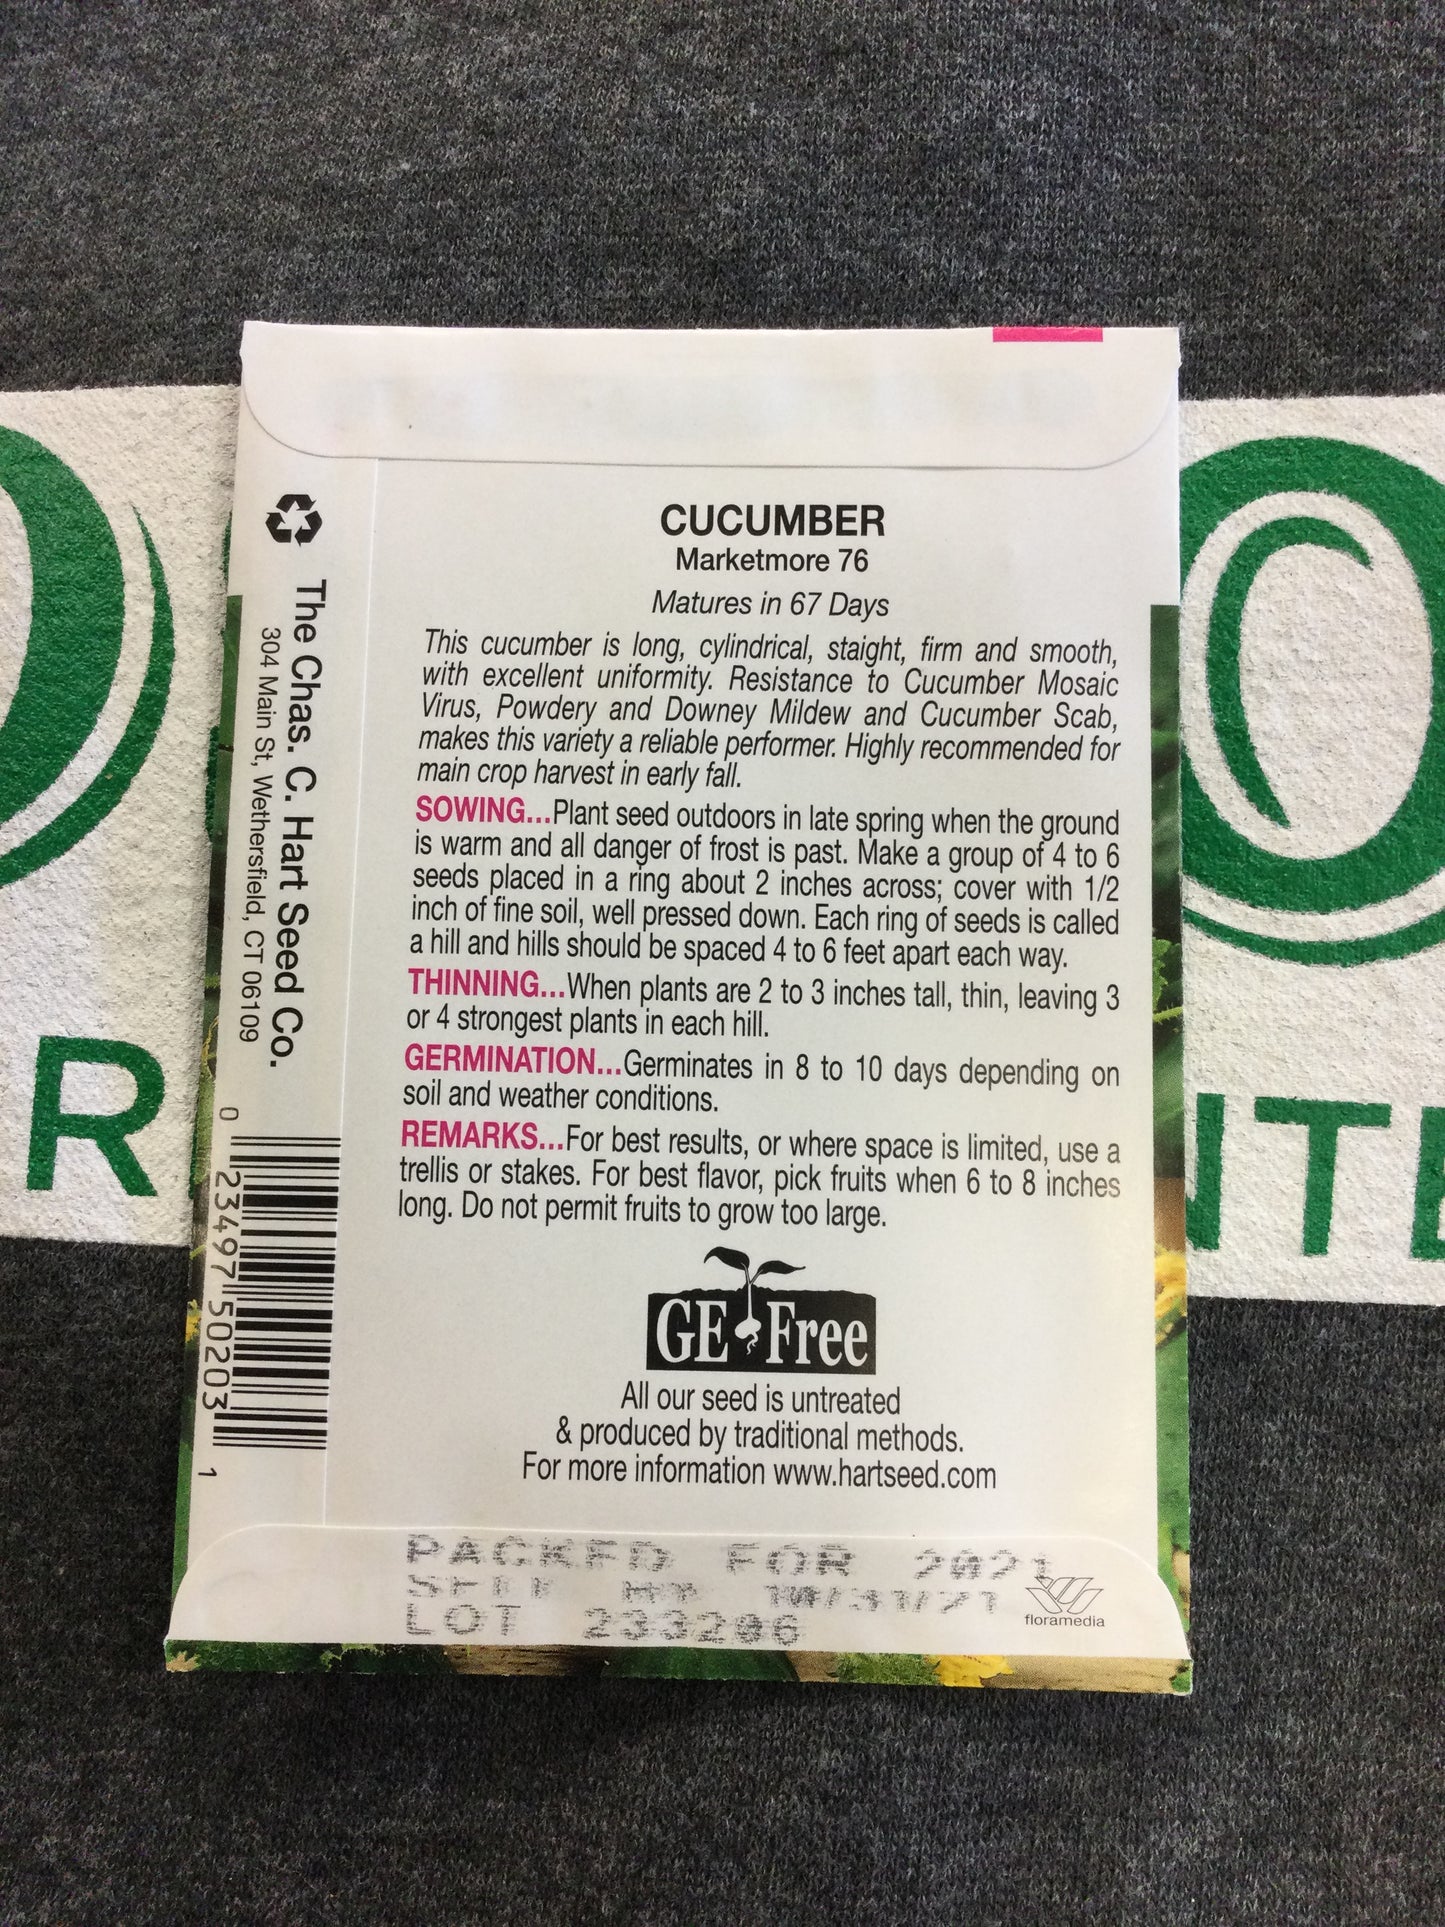 CUCUMBER
Marketmore 76
Matures in 67 Days
This cucumber is long, cylindrical, staight, firm and smooth,
with excellent uniformity. Resistance to Cucumber Mosaic
Virus, Powdery and Downey Mildew and Cucumber Scab,
makes this variety a reliable performer. Highly recommended for
main crop harvest in early fall.
SOWING...Plant seed outdoors in late spring when the ground
is warm and all danger of frost is past. Make a group of 4 to 6
seeds placed in a ring about 2 inches across; cover with 1/2
inch of fine soil, well pressed down. Each ring of seeds is called
a hill and hills should be spaced 4 to 6 feet apart each way.
THINNING...When plants are 2 to 3 inches tall, thin, leaving 3
or 4 strongest plants in each hill.
GERMINATION...Germinates in 8 to 10 days depending on
soil and weather conditions.
REMARKS...For best results, or where space is limited, use a
trellis or stakes. For best flavor, pick fruits when 6 to 8 inches
long. Do not permit fruits to grow too large.
GE Free
All our seed is untreated
& produced by traditional methods.
For more information www.hartseed.com
PACKED FOR 2021
SELL BY 10/31/21
LOT 233206
floramedia
The Chas. C. Hart Seed Co.
304 Main St, Wethersfield, CT 06109
0 23497 50203 1
R
NTE